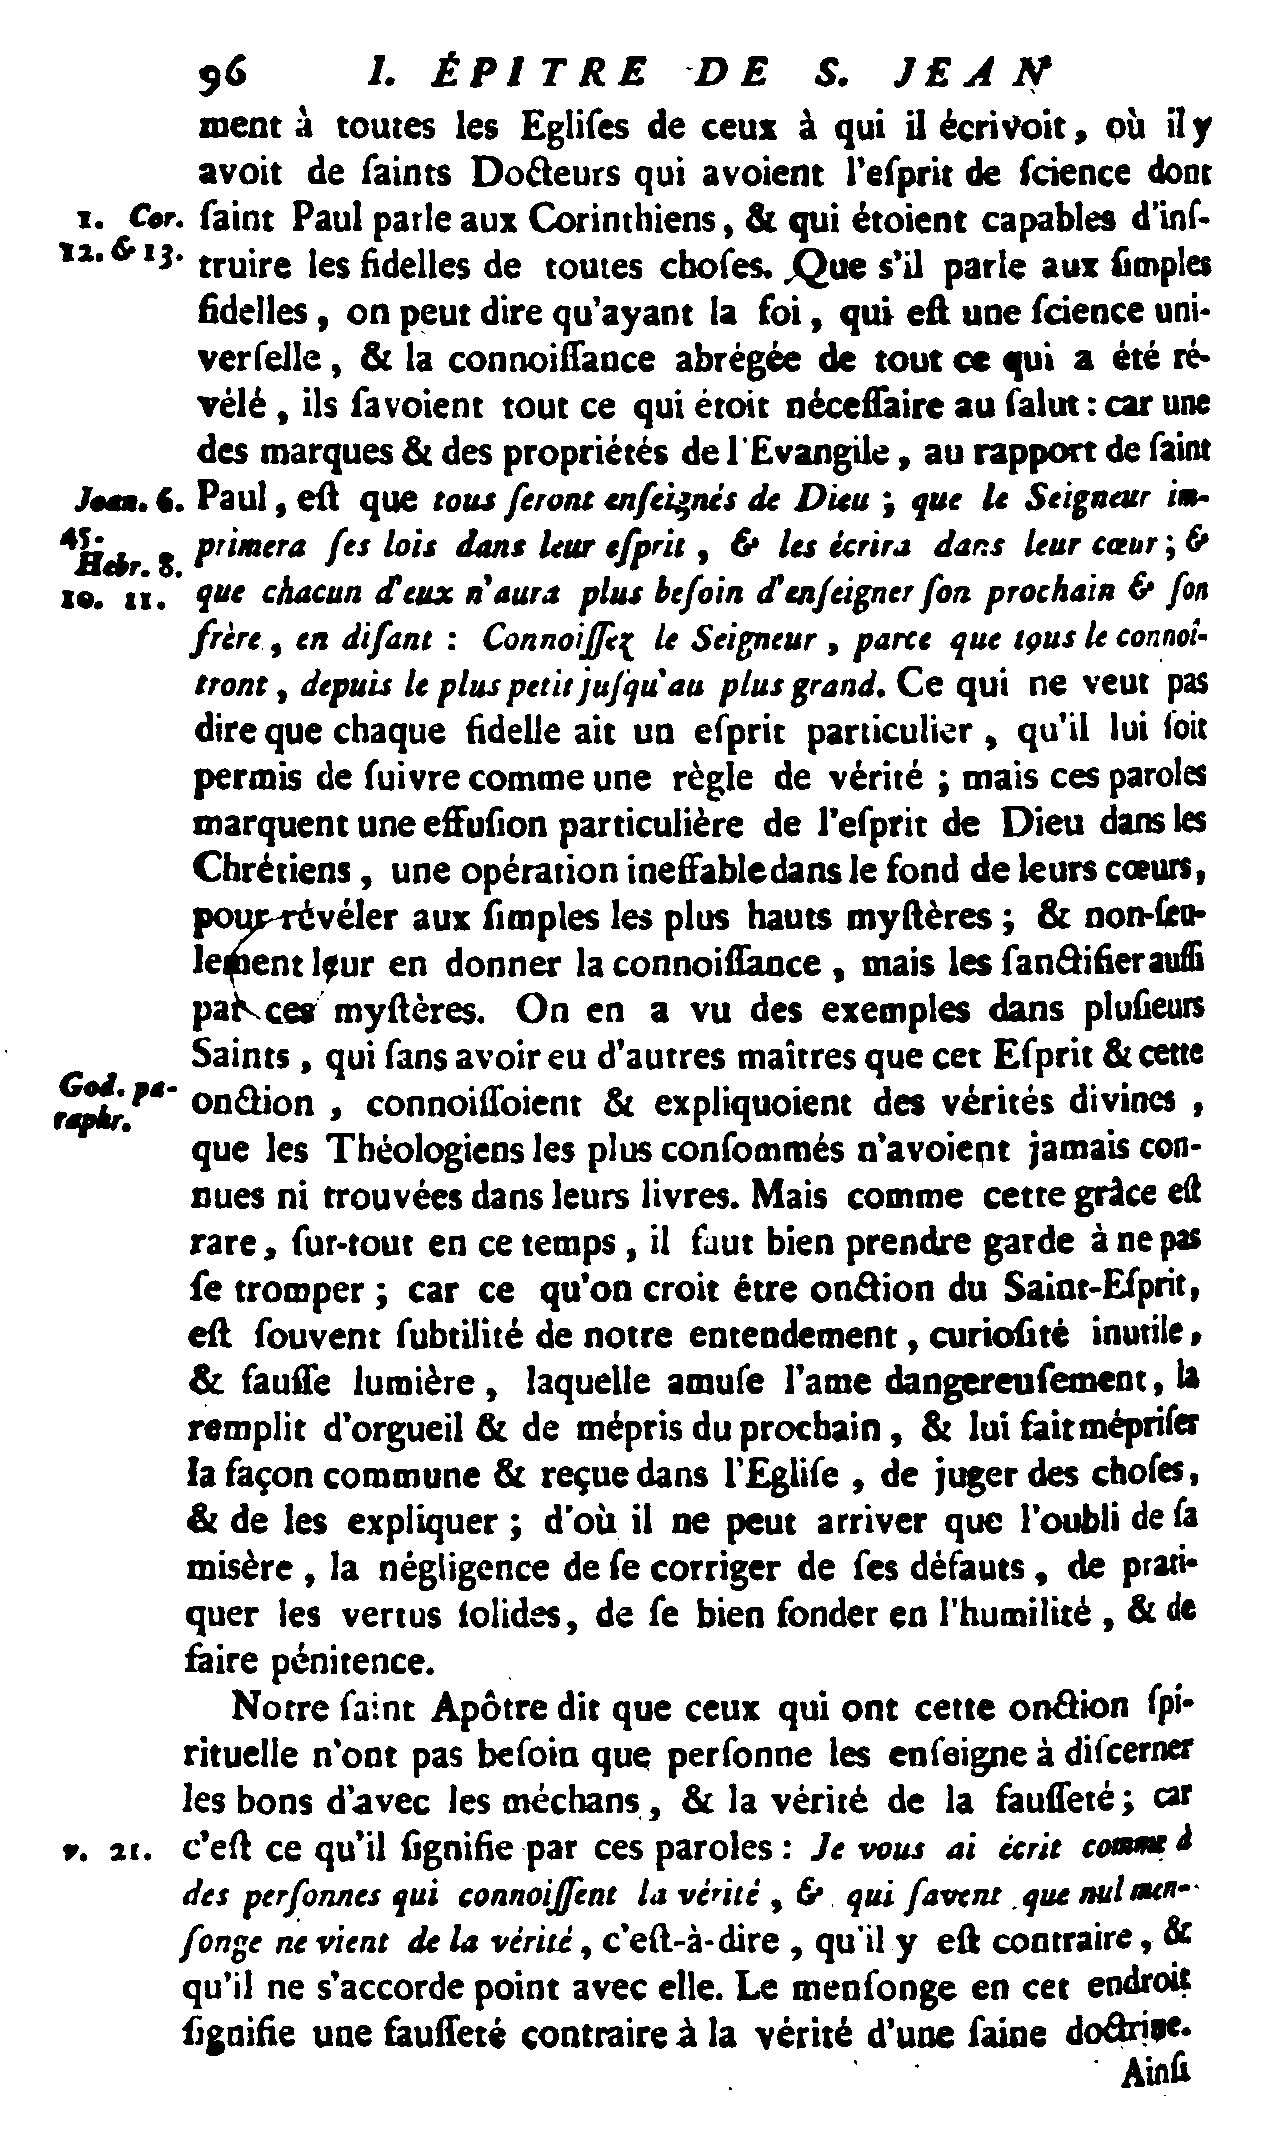 96 I. ÉPITRE DE S. JEAN
ment à toutes les Egliſes de ceux à qui il écrivoit, où il y
avoit de ſaints Docteurs qui avoient l'eſprit de ſcience dont
1. Cor. ſaint Paul parle aux Corinthiens, & qui étoient capables d'inſ-
12. & 13. truire les fidelles de toutes choſes. Que s'il parle aux ſimples
fidelles, on peut dire qu'ayant la foi, qui eſt une ſcience uni-
verſelle, & la connoiſſance abrégée de tout ce qui a été ré-
vélé, ils ſavoient tout ce qui étoit néceſſaire au ſalut : car une
des marques & des propriétés de l'Evangile, au rapport de ſaint
Joan. 6. Paul, eſt que tous ſeront enſeignés de Dieu ; que le Seigneur im-
45.
Hebr. 8. primera ſes lois dans leur eſprit, & les écrira dans leur cœur ; &
10. 11. que chacun d'eux n'aura plus beſoin d'enſeigner ſon prochain & ſon
frère, en diſant : Connoiſſez le Seigneur, parce que tous le connoî-
tront, depuis le plus petit juſqu'au plus grand. Ce qui ne veut pas
dire que chaque fidelle ait un eſprit particulier, qu'il lui ſoit
permis de ſuivre comme une règle de vérité ; mais ces paroles
marquent une effuſion particulière de l'eſprit de Dieu dans les
Chrétiens, une opération ineffable dans le fond de leurs cœurs,
pour révéler aux ſimples les plus hauts myſtères ; & non-ſeu-
lement leur en donner la connoiſſance, mais les ſanctifier auſſi
par ces myſtères. On en a vu des exemples dans pluſieurs
Saints, qui ſans avoir eu d'autres maîtres que cet Eſprit & cette
God. pa-
raphr. onction, connoiſſoient & expliquoient des vérités divines,
que les Théologiens les plus conſommés n'avoient jamais con-
nues ni trouvées dans leurs livres. Mais comme cette grâce eſt
rare, ſur-tout en ce temps, il faut bien prendre garde à ne pas
ſe tromper ; car ce qu'on croit être onction du Saint-Eſprit,
eſt ſouvent ſubtilité de notre entendement, curioſité inutile,
& fauſſe lumière, laquelle amuſe l'ame dangereuſement, la
remplit d'orgueil & de mépris du prochain, & lui fait mépriſer
la façon commune & reçue dans l'Egliſe, de juger des choſes,
& de les expliquer ; d'où il ne peut arriver que l'oubli de ſa
misère, la négligence de ſe corriger de ſes défauts, de prati-
quer les vertus ſolides, de ſe bien fonder en l'humilité, & de
faire pénitence.
Notre ſaint Apôtre dit que ceux qui ont cette onction ſpi-
rituelle n'ont pas beſoin que perſonne les enſeigne à diſcerner
les bons d'avec les méchans, & la vérité de la fauſſeté ; car
v. 21. c'eſt ce qu'il ſignifie par ces paroles : Je vous ai écrit comme à
des perſonnes qui connoiſſent la vérité, & qui ſavent que nul men-
ſonge ne vient de la vérité, c'eſt-à-dire, qu'il y eſt contraire, &
qu'il ne s'accorde point avec elle. Le menſonge en cet endroit
ſignifie une fauſſeté contraire à la vérité d'une ſaine doctrine.
Ainſi